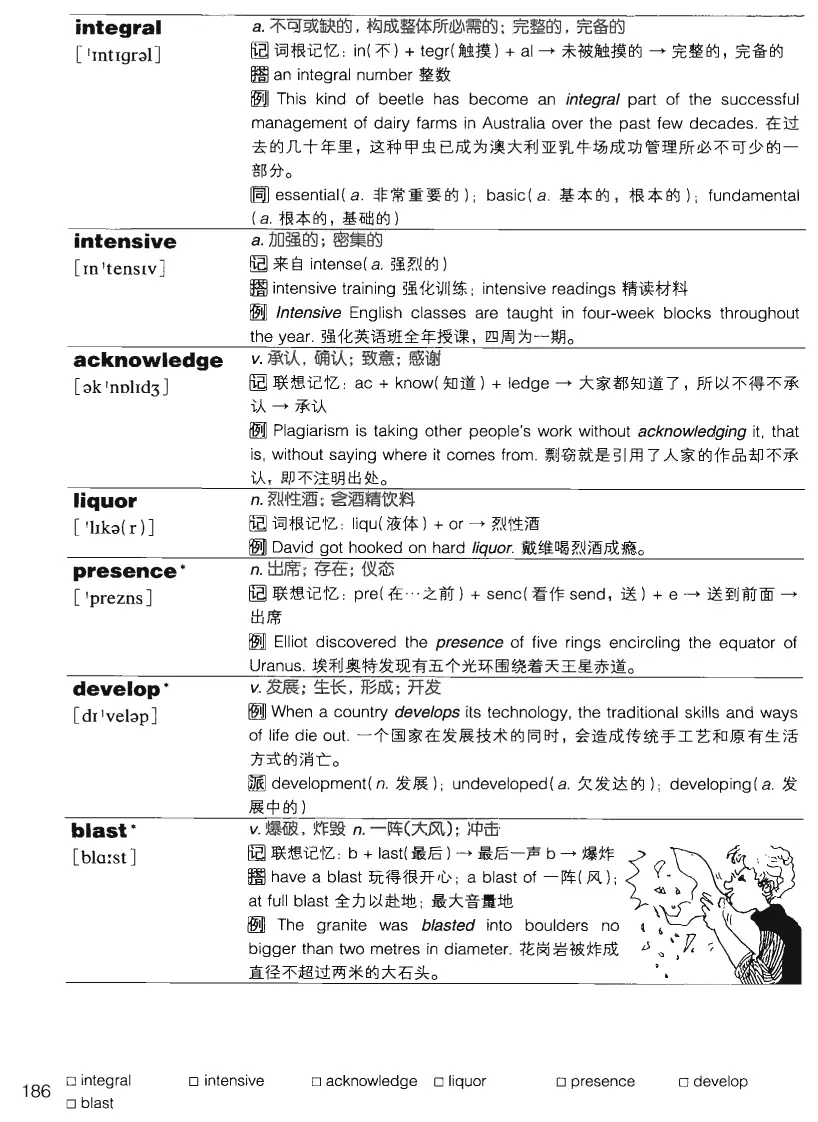 integral a. 不可或缺的，构成整体所必需的；完整的，完备的
[ˈɪntɪɡrəl] [记] 词根记忆：in(不) + tegr(触摸) + al → 未被触摸的 → 完整的，完备的
[搭] an integral number 整数
[例] This kind of beetle has become an integral part of the successful
management of dairy farms in Australia over the past few decades. 在过
去的几十年里，这种甲虫已成为澳大利亚乳牛场成功管理所必不可少的一
部分。
[同] essential(a. 非常重要的)；basic(a. 基本的，根本的)；fundamental
(a. 根本的，基础的)
intensive a. 加强的；密集的
[ɪnˈtensɪv] [记] 来自 intense(a. 强烈的)
[搭] intensive training 强化训练；intensive readings 精读材料
[例] Intensive English classes are taught in four-week blocks throughout
the year. 强化英语班全年授课，四周为一期。
acknowledge v. 承认，确认；致意；感谢
[əkˈnɒlɪdʒ] [记] 联想记忆：ac + know(知道) + ledge → 大家都知道了，所以不得不承
认 → 承认
[例] Plagiarism is taking other people's work without acknowledging it, that
is, without saying where it comes from. 剽窃就是引用了人家的作品却不承
认，即不注明出处。
liquor n. 烈性酒；含酒精饮料
[ˈlɪkə(r)] [记] 词根记忆：liqu(液体) + or → 烈性酒
[例] David got hooked on hard liquor. 戴维喝烈酒成瘾。
presence* n. 出席；存在；仪态
[ˈprezns] [记] 联想记忆：pre(在…之前) + senc(看作 send，送) + e → 送到前面 →
出席
[例] Elliot discovered the presence of five rings encircling the equator of
Uranus. 埃利奥特发现有五个光环围绕着天王星赤道。
develop* v. 发展；生长，形成；开发
[dɪˈveləp] [例] When a country develops its technology, the traditional skills and ways
of life die out. 一个国家在发展技术的同时，会造成传统手工艺和原有生活
方式的消亡。
[派] development(n. 发展)；undeveloped(a. 欠发达的)；developing(a. 发
展中的)
blast* v. 爆破，炸毁 n. 一阵(大风)；冲击
[blɑːst] [记] 联想记忆：b + last(最后) → 最后一声 b → 爆炸
[搭] have a blast 玩得很开心；a blast of 一阵(风)；
at full blast 全力以赴地；最大音量地
[例] The granite was blasted into boulders no
bigger than two metres in diameter. 花岗岩被炸成
直径不超过两米的大石头。
□ integral □ intensive □ acknowledge □ liquor □ presence □ develop
186
□ blast